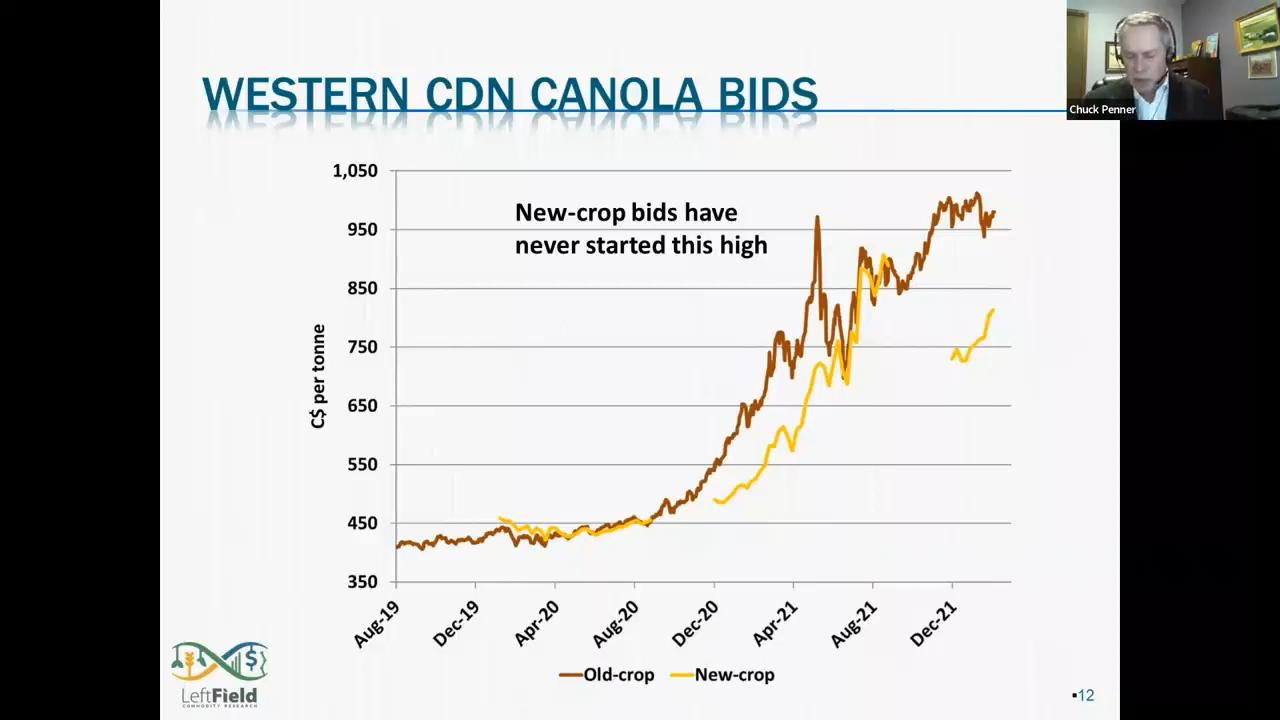 WESTERN CDN CANOLA BIDS
Chuck Penner
New-crop bids have
never started this high
C$ per tonne
1,050
950
850
750
650
550
450
350
Aug-19
Dec-19
Apr-20
Aug-20
Dec-20
Apr-21
Aug-21
Dec-21
Old-crop
New-crop
LeftField
COMMODITY RESEARCH
▪12